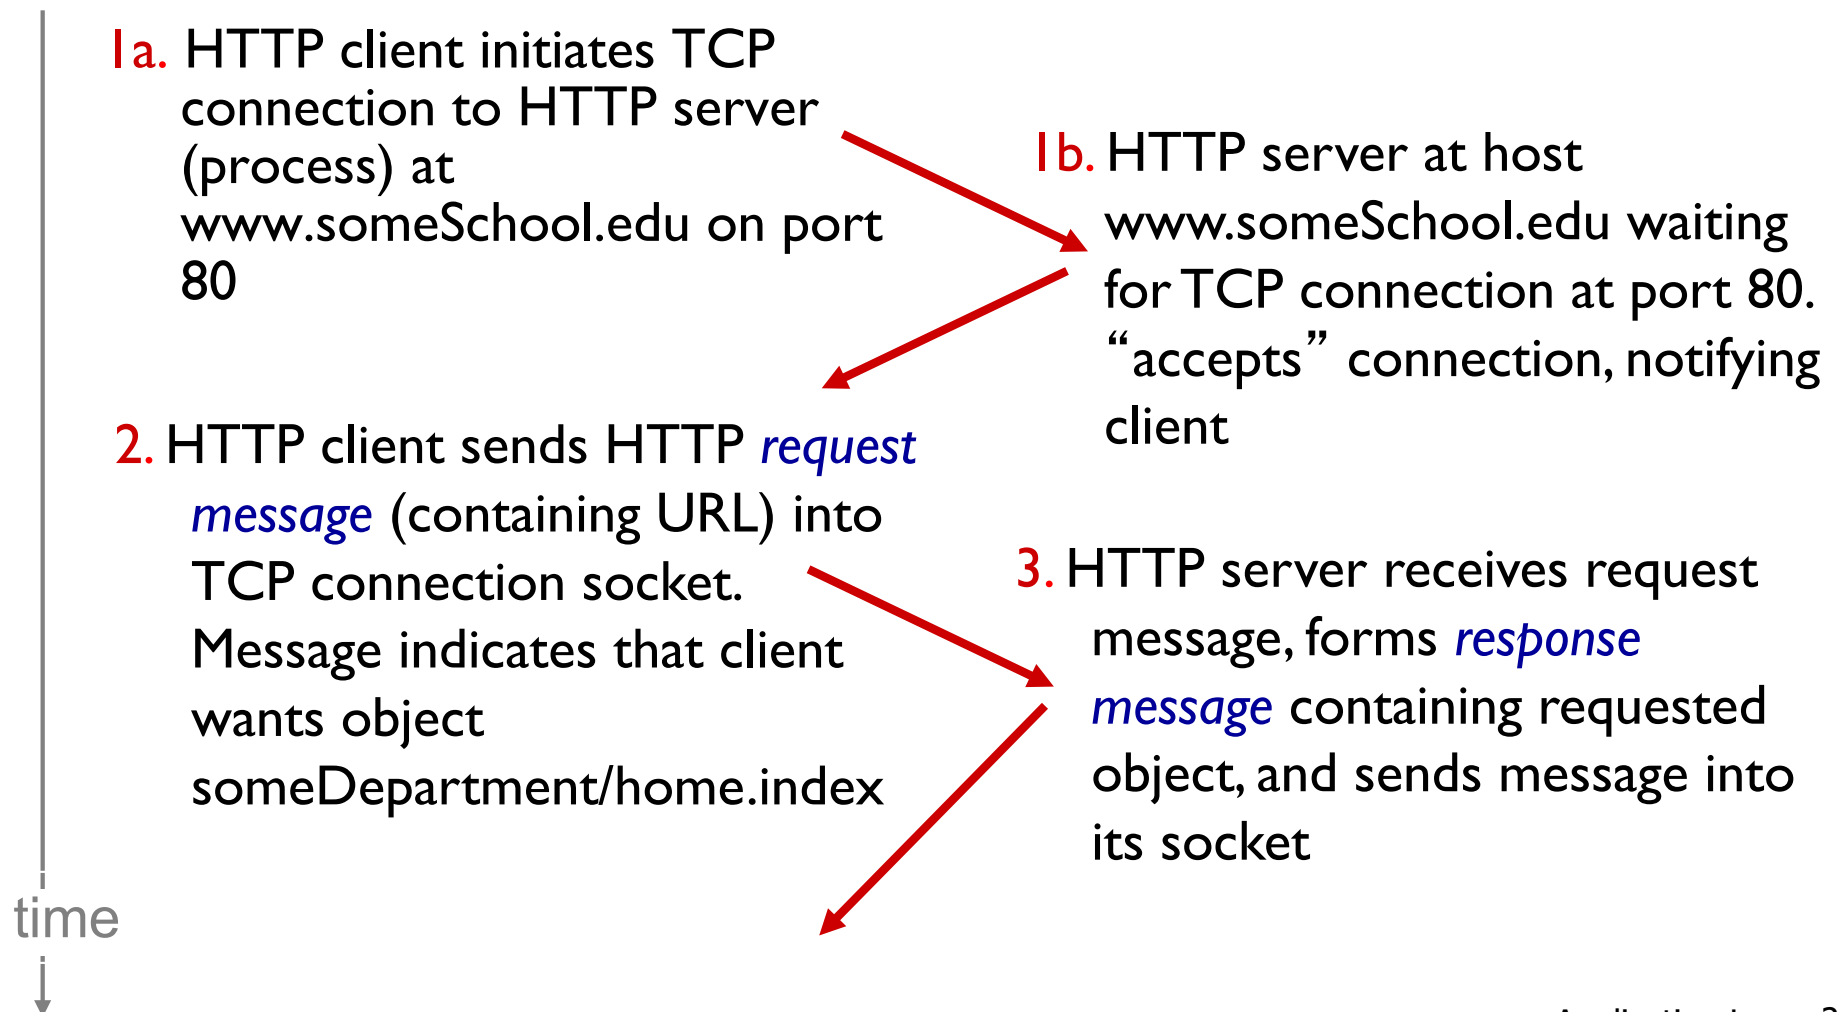 1a. HTTP client initiates TCP
connection to HTTP server
(process) at
www.someSchool.edu on port
80
1b. HTTP server at host
www.someSchool.edu waiting
for TCP connection at port 80.
“accepts” connection, notifying
client
2. HTTP client sends HTTP request
message (containing URL) into
TCP connection socket.
Message indicates that client
wants object
someDepartment/home.index
3. HTTP server receives request
message, forms response
message containing requested
object, and sends message into
its socket
time